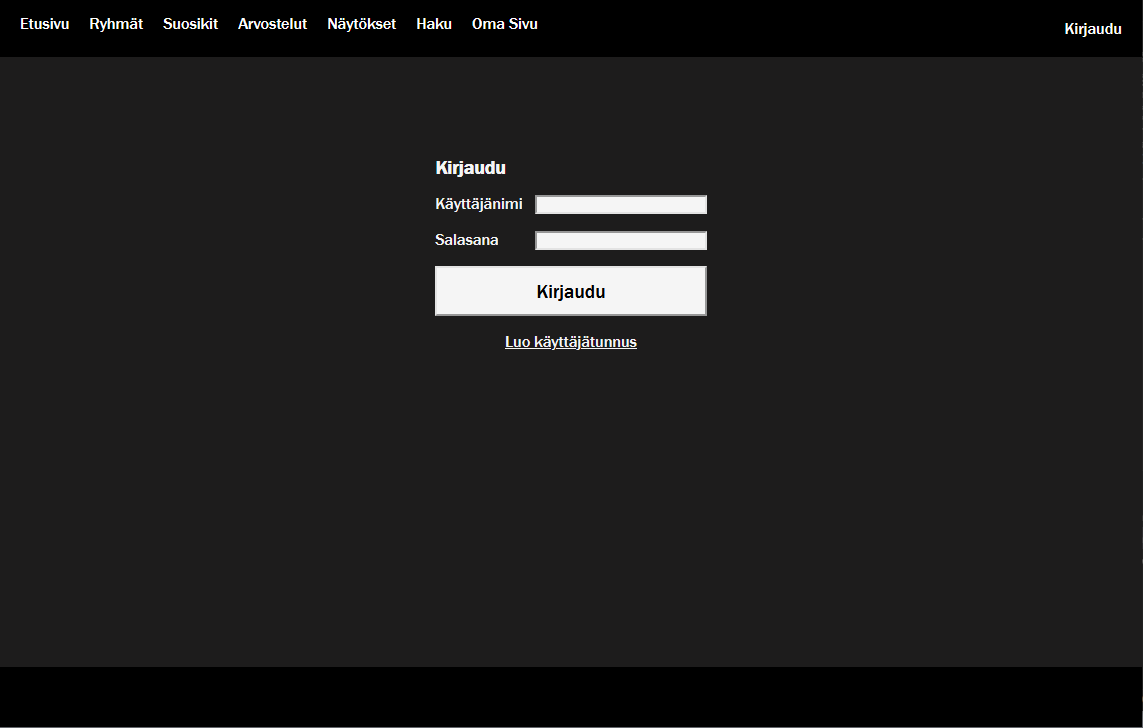 Etusivu Ryhmät Suosikit Arvostelut Näytökset Haku Oma Sivu Kirjaudu
Kirjaudu
Käyttäjänimi
Salasana
Kirjaudu
Luo käyttäjätunnus